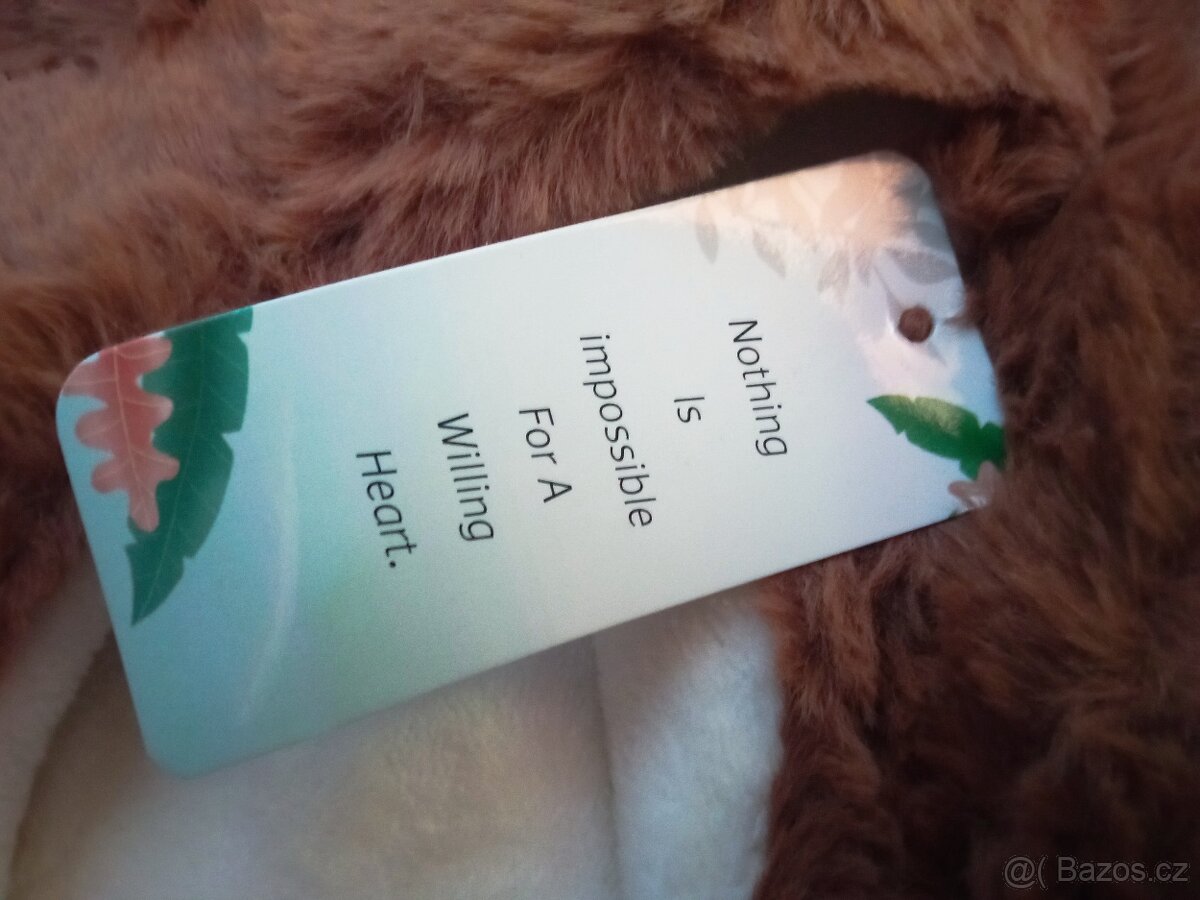 Nothing
Is
impossible
For A
Willing
Heart.
@( Bazos.cz